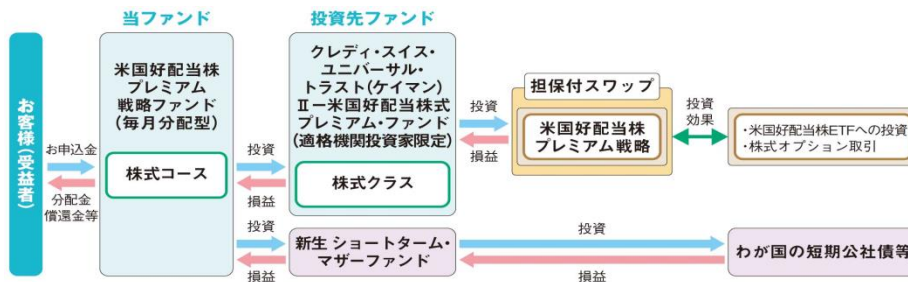 当ファンド
投資先ファンド
お客様(受益者)
お申込金
分配金
償還金等
米国好配当株
プレミアム
戦略ファンド
(毎月分配型)
株式コース
投資
損益
クレディ・スイス・
ユニバーサル・
トラスト(ケイマン)
Ⅱー米国好配当株式
プレミアム・ファンド
(適格機関投資家限定)
株式クラス
投資
損益
担保付スワップ
米国好配当株
プレミアム戦略
投資
効果
・米国好配当株ETFへの投資
・株式オプション取引
投資
損益
新生 ショートターム・
マザーファンド
投資
損益
わが国の短期公社債等